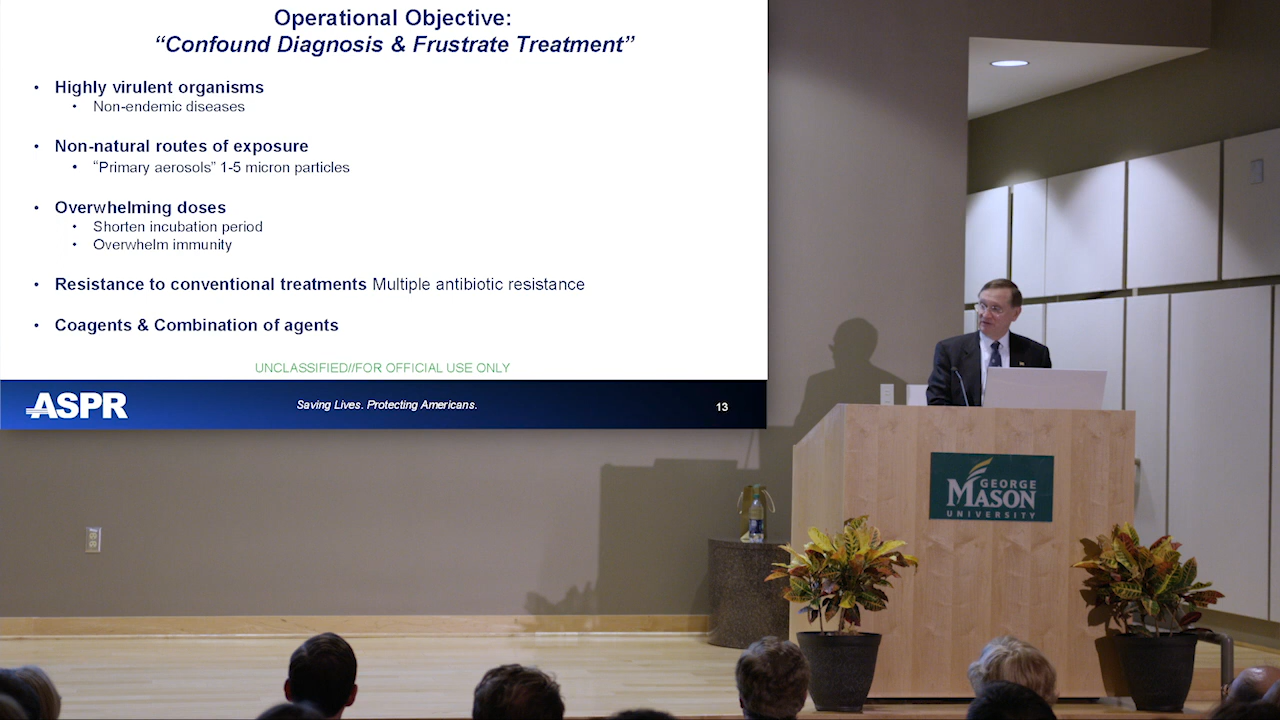 Operational Objective:
“Confound Diagnosis & Frustrate Treatment”
• Highly virulent organisms
• Non-endemic diseases
• Non-natural routes of exposure
• “Primary aerosols” 1-5 micron particles
• Overwhelming doses
• Shorten incubation period
• Overwhelm immunity
• Resistance to conventional treatments Multiple antibiotic resistance
• Coagents & Combination of agents
UNCLASSIFIED//FOR OFFICIAL USE ONLY
ASPR
Saving Lives. Protecting Americans.
13
GEORGE
MASON
UNIVERSITY